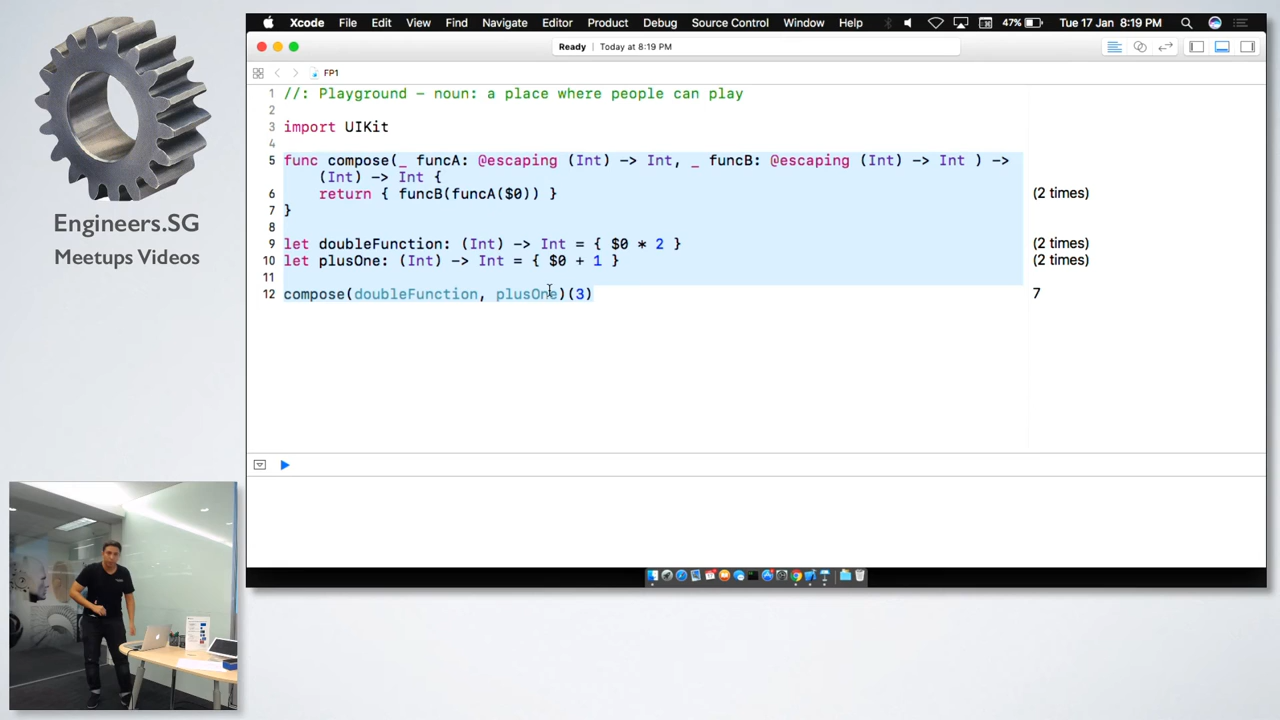 Xcode File Edit View Find Navigate Editor Product Debug Source Control Window Help 47% Tue 17 Jan 8:19 PM
Ready | Today at 8:19 PM
FP1
1 //: Playground - noun: a place where people can play
2
3 import UIKit
4
5 func compose(_ funcA: @escaping (Int) -> Int, _ funcB: @escaping (Int) -> Int ) ->
(Int) -> Int {
6 return { funcB(funcA($0)) } (2 times)
7 }
8
9 let doubleFunction: (Int) -> Int = { $0 * 2 } (2 times)
10 let plusOne: (Int) -> Int = { $0 + 1 } (2 times)
11
12 compose(doubleFunction, plusOne)(3) 7
Engineers.SG
Meetups Videos